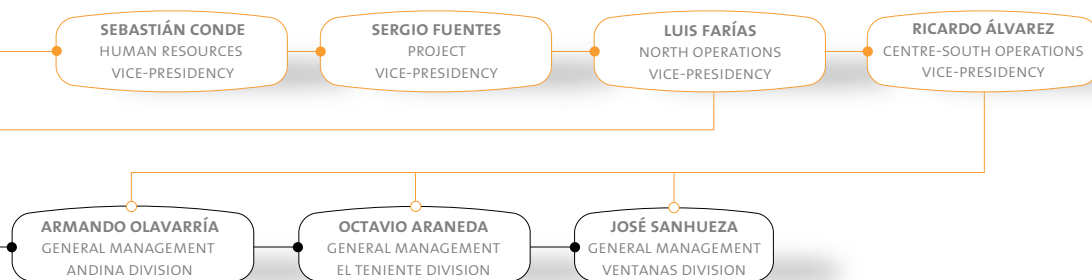 SEBASTIÁN CONDE
HUMAN RESOURCES
VICE-PRESIDENCY
SERGIO FUENTES
PROJECT
VICE-PRESIDENCY
LUIS FARÍAS
NORTH OPERATIONS
VICE-PRESIDENCY
RICARDO ÁLVAREZ
CENTRE-SOUTH OPERATIONS
VICE-PRESIDENCY
ARMANDO OLAVARRÍA
GENERAL MANAGEMENT
ANDINA DIVISION
OCTAVIO ARANEDA
GENERAL MANAGEMENT
EL TENIENTE DIVISION
JOSÉ SANHUEZA
GENERAL MANAGEMENT
VENTANAS DIVISION